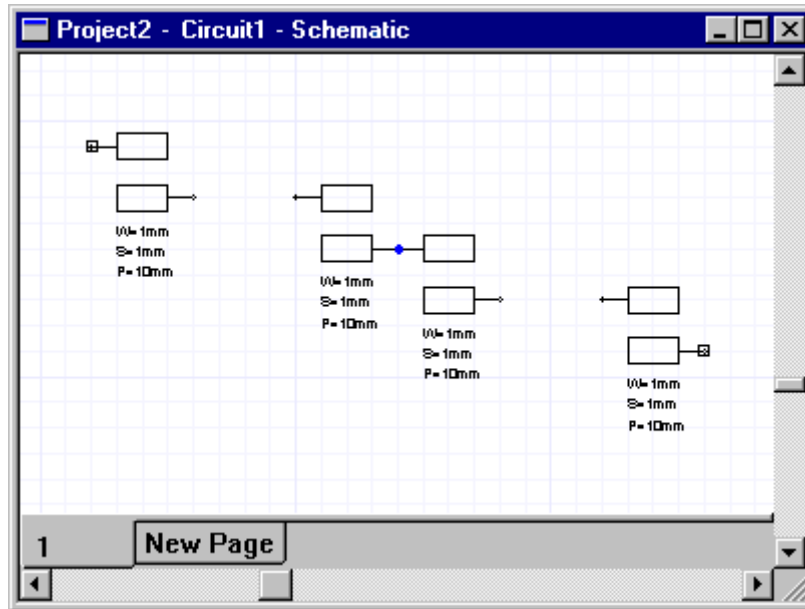 Project2 - Circuit1 - Schematic
W=1mm
S=1mm
P=10mm
W=1mm
S=1mm
P=10mm
W=1mm
S=1mm
P=10mm
W=1mm
S=1mm
P=10mm
1
New Page